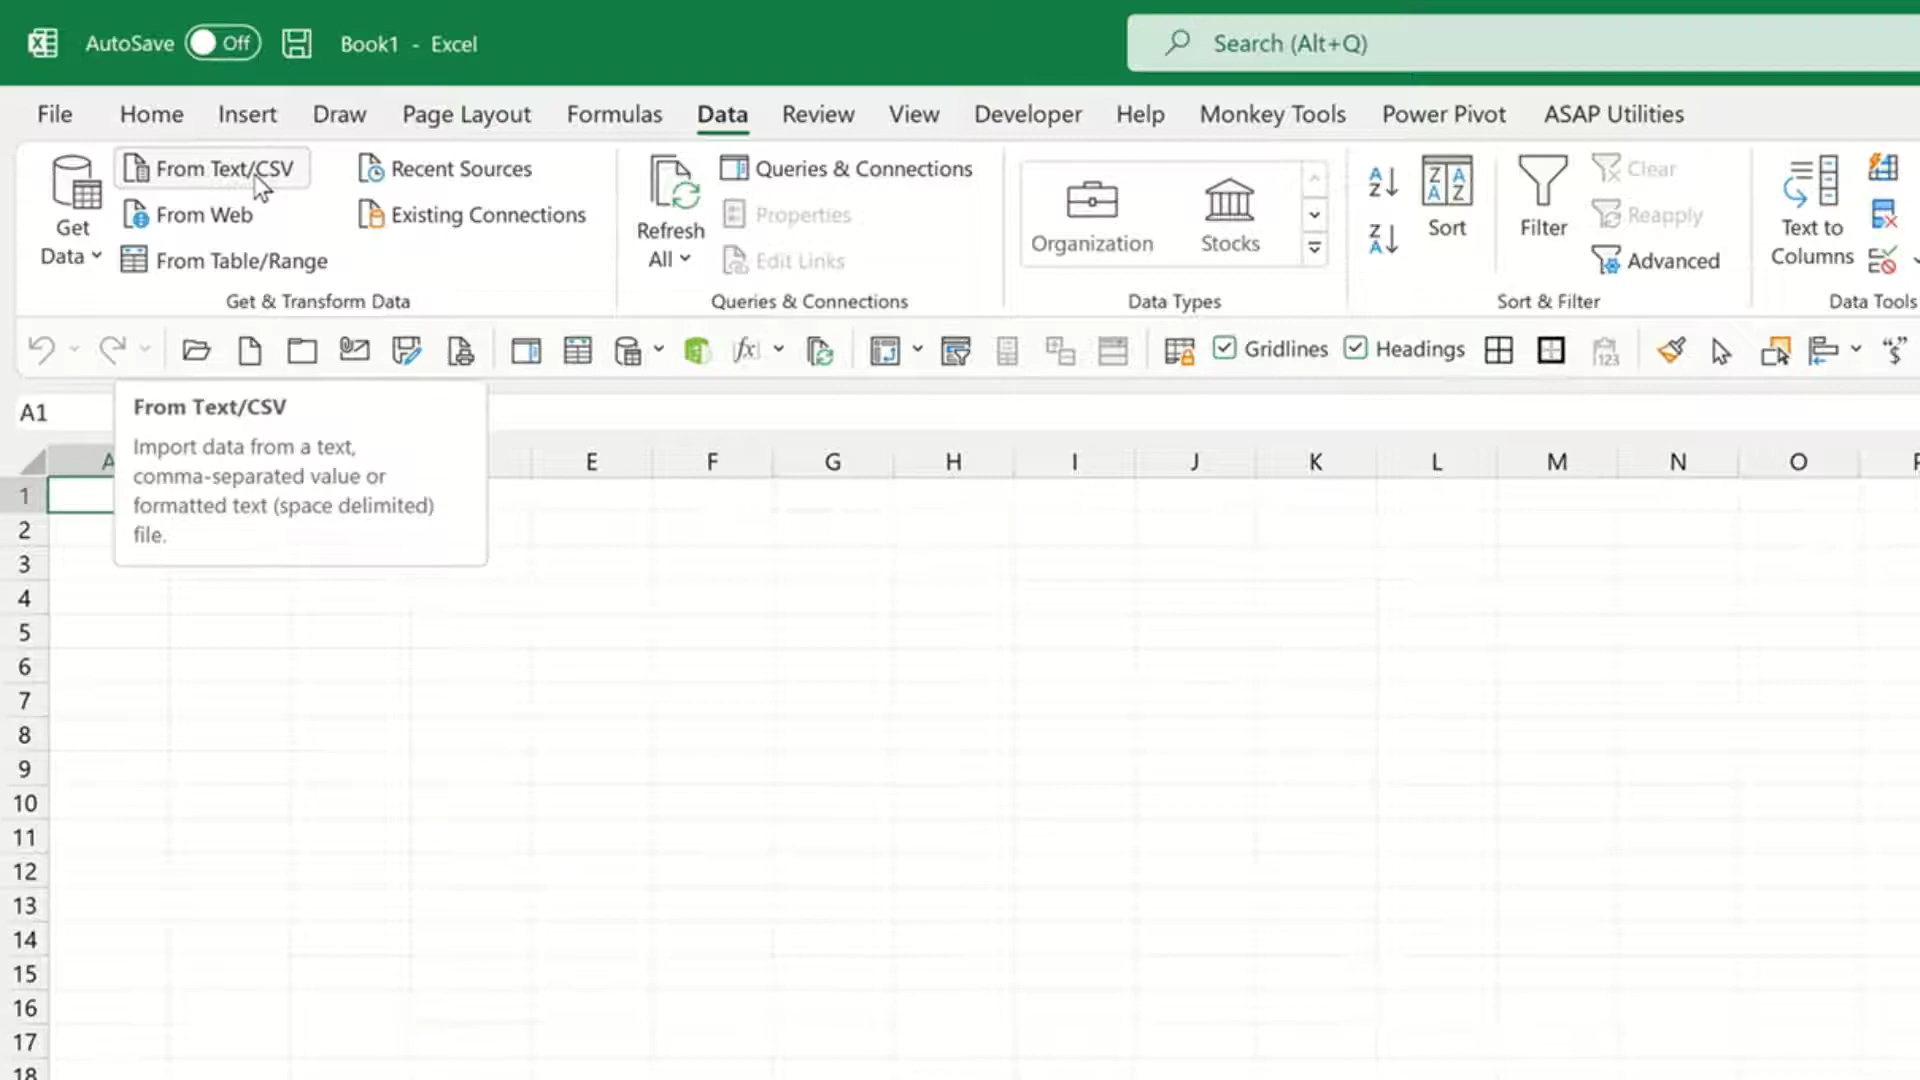 AutoSave Off Book1 - Excel Search (Alt+Q)
File Home Insert Draw Page Layout Formulas Data Review View Developer Help Monkey Tools Power Pivot ASAP Utilities
Get Data
From Text/CSV
From Web
From Table/Range
Recent Sources
Existing Connections
Get & Transform Data
Refresh All
Queries & Connections
Properties
Edit Links
Queries & Connections
Organization Stocks
Data Types
Sort
Filter
Clear
Reapply
Advanced
Sort & Filter
Text to Columns
Data Tools
Gridlines Headings
A1
From Text/CSV
Import data from a text,
comma-separated value or
formatted text (space delimited)
file.
A E F G H I J K L M N O
1
2
3
4
5
6
7
8
9
10
11
12
13
14
15
16
17
18